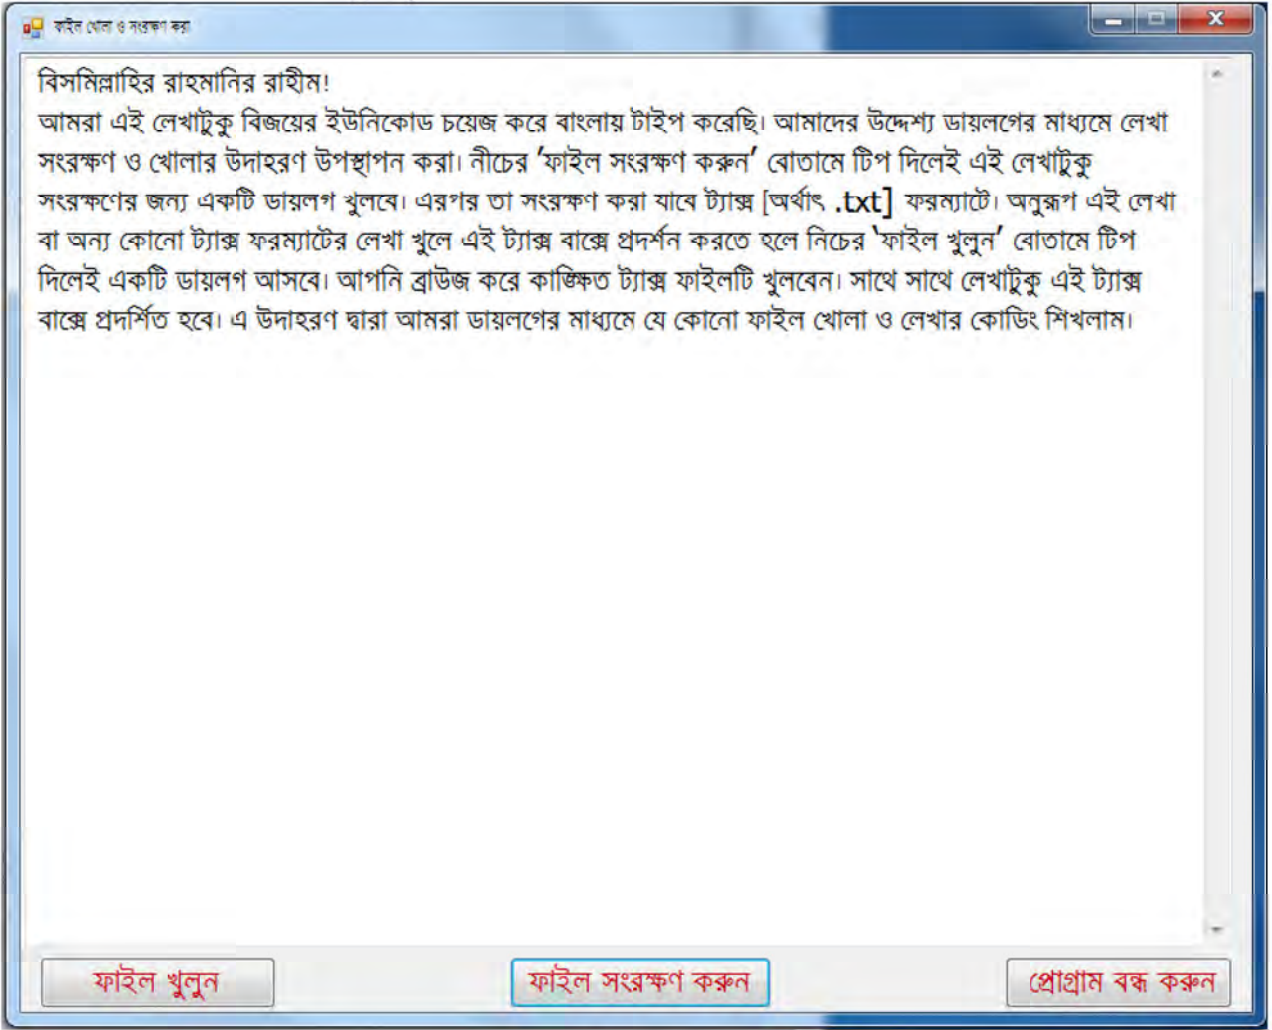 ফাইল খোলা ও সংরক্ষণ করা
বিসমিল্লাহির রাহমানির রাহীম!
আমরা এই লেখাটুকু বিজয়ের ইউনিকোড চয়েজ করে বাংলায় টাইপ করেছি। আমাদের উদ্দেশ্য ডায়লগের মাধ্যমে লেখা
সংরক্ষণ ও খোলার উদাহরণ উপস্থাপন করা। নীচের ’ফাইল সংরক্ষণ করুন’ বোতামে টিপ দিলেই এই লেখাটুকু
সংরক্ষণের জন্য একটি ডায়লগ খুলবে। এরপর তা সংরক্ষণ করা যাবে ট্যাক্স [অর্থাৎ .txt] ফরম্যাটে। অনুরূপ এই লেখা
বা অন্য কোনো ট্যাক্স ফরম্যাটের লেখা খুলে এই ট্যাক্স বাক্সে প্রদর্শন করতে হলে নিচের ‘ফাইল খুলুন’ বোতামে টিপ
দিলেই একটি ডায়লগ আসবে। আপনি ব্রাউজ করে কাঙ্ক্ষিত ট্যাক্স ফাইলটি খুলবেন। সাথে সাথে লেখাটুকু এই ট্যাক্স
বাক্সে প্রদর্শিত হবে। এ উদাহরণ দ্বারা আমরা ডায়লগের মাধ্যমে যে কোনো ফাইল খোলা ও লেখার কোডিং শিখলাম।
ফাইল খুলুন
ফাইল সংরক্ষণ করুন
প্রোগ্রাম বন্ধ করুন